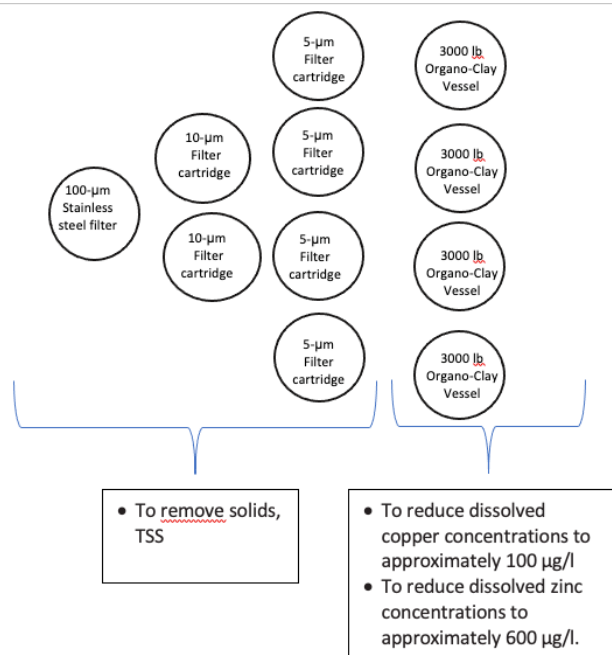 5-μm
Filter
cartridge
3000 lb
Organo-Clay
Vessel
10-μm
Filter
cartridge
5-μm
Filter
cartridge
3000 lb
Organo-Clay
Vessel
100-μm
Stainless
steel filter
10-μm
Filter
cartridge
5-μm
Filter
cartridge
3000 lb
Organo-Clay
Vessel
5-μm
Filter
cartridge
3000 lb
Organo-Clay
Vessel
• To remove solids,
TSS
• To reduce dissolved
copper concentrations to
approximately 100 μg/l
• To reduce dissolved zinc
concentrations to
approximately 600 μg/l.